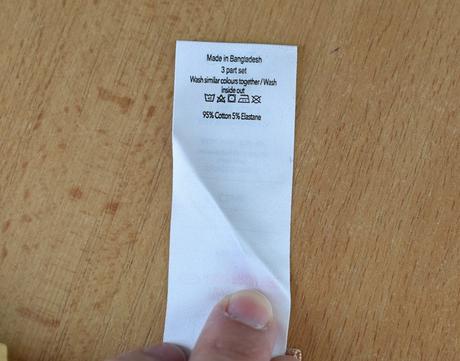 Made in Bangladesh
3 part set
Wash similar colours together / Wash
inside out
95% Cotton 5% Elastane